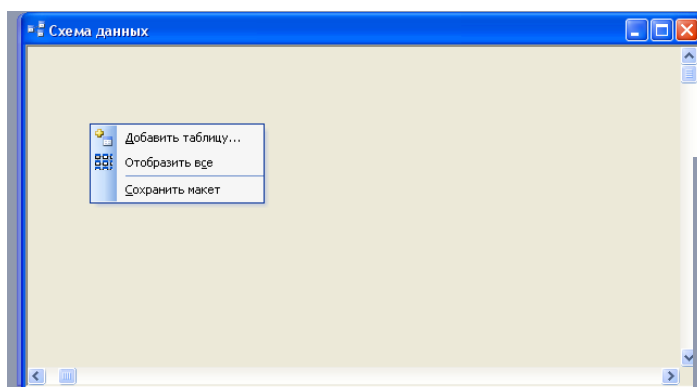 Схема данных
Добавить таблицу...
Отобразить все
Сохранить макет